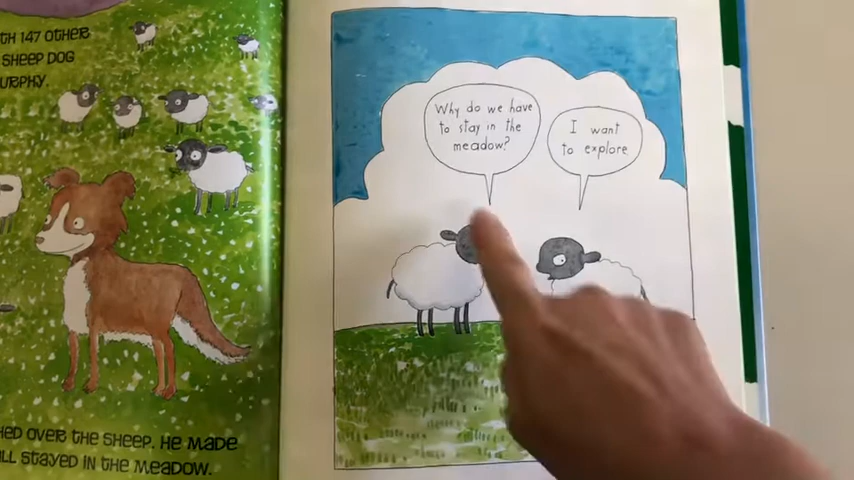 TH 147 OTHER
SHEEP DOG
URPHY.
HED OVER THE SHEEP. HE MADE
LL STAYED IN THE MEADOW.
Why do we have
to stay in the
meadow?
I want
to explore